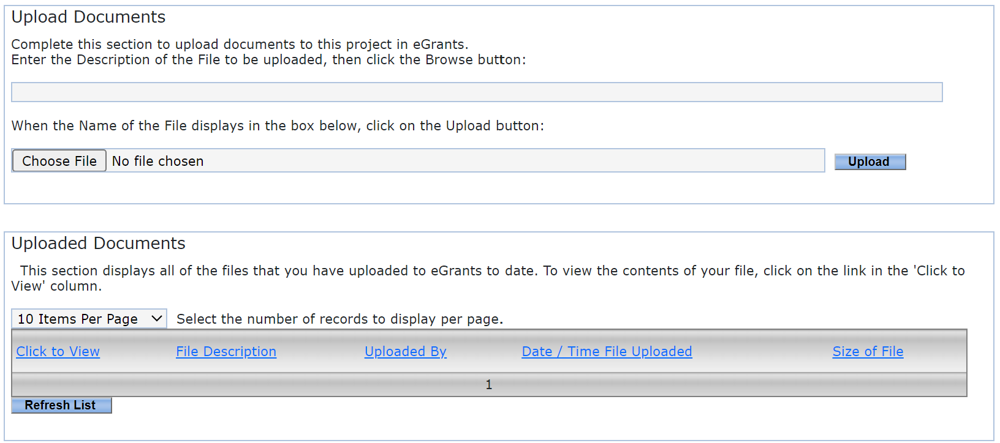 Upload Documents
Complete this section to upload documents to this project in eGrants.
Enter the Description of the File to be uploaded, then click the Browse button:
When the Name of the File displays in the box below, click on the Upload button:
Choose File No file chosen Upload
Uploaded Documents
This section displays all of the files that you have uploaded to eGrants to date. To view the contents of your file, click on the link in the 'Click to
View' column.
10 Items Per Page Select the number of records to display per page.
Click to View File Description Uploaded By Date / Time File Uploaded Size of File
1
Refresh List